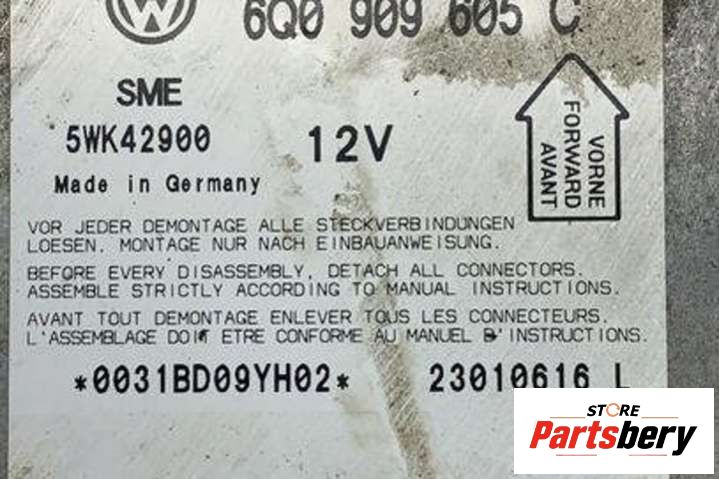 6Q0 909 605 C
SME
5WK42900
12V
Made in Germany
VORNE
FORWARD
AVANT
VOR JEDER DEMONTAGE ALLE STECKVERBINDUNGEN
LOESEN. MONTAGE NUR NACH EINBAUANWEISUNG.
BEFORE EVERY DISASSEMBLY, DETACH ALL CONNECTORS.
ASSEMBLE STRICTLY ACCORDING TO MANUAL INSTRUCTIONS.
AVANT TOUT DEMONTAGE ENLEVER TOUS LES CONNECTEURS.
L'ASSEMBLAGE DOIT ETRE CONFORME AU MANUEL D'INSTRUCTIONS.
*0031BD09YH02* 23010616 L
STORE
Partsbery